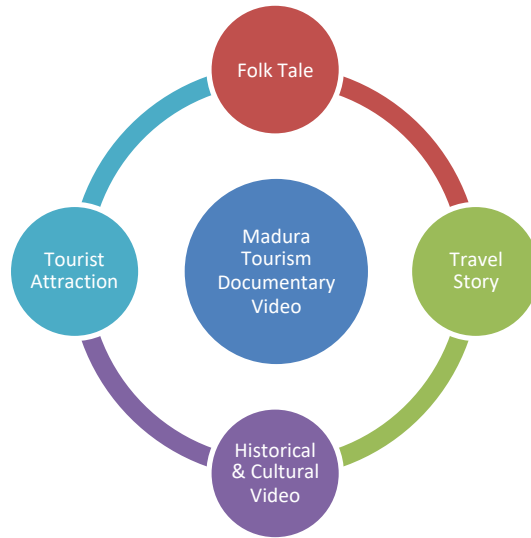 Folk Tale
Madura
Tourism
Documentary
Video
Tourist
Attraction
Travel
Story
Historical
& Cultural
Video